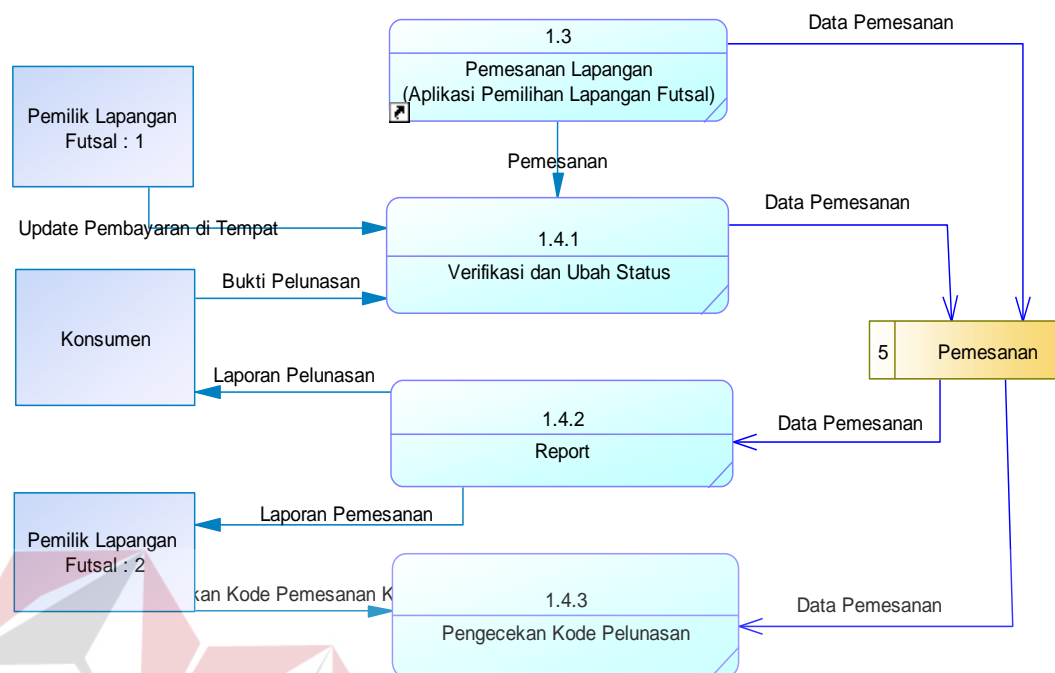 1.3
Data Pemesanan
Pemesanan Lapangan
(Aplikasi Pemilihan Lapangan Futsal)
Pemilik Lapangan
Futsal : 1
Pemesanan
Data Pemesanan
Update Pembayaran di Tempat
1.4.1
Verifikasi dan Ubah Status
Bukti Pelunasan
Konsumen
5
Pemesanan
Laporan Pelunasan
1.4.2
Report
Data Pemesanan
Laporan Pemesanan
Pemilik Lapangan
Futsal : 2
Kode Pemesanan
1.4.3
Pengecekan Kode Pelunasan
Data Pemesanan